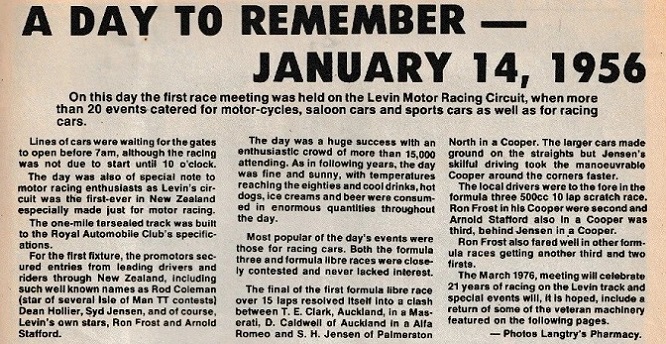 A DAY TO REMEMBER —
JANUARY 14, 1956
On this day the first race meeting was held on the Levin Motor Racing Circuit, when more
than 20 events catered for motor-cycles, saloon cars and sports cars as well as for racing
cars.
Lines of cars were waiting for the gates
to open before 7am, although the racing
was not due to start until 10 o'clock.
The day was also of special note to
motor racing enthusiasts as Levin's cir-
cuit was the first-ever in New Zealand
especially made just for motor racing.
The one-mile tarsealed track was built
to the Royal Automobile Club's specific-
ations.
For the first fixture, the promotors sec-
ured entries from leading drivers and
riders through New Zealand, including
such well known names as Rod Coleman
(star of several Isle of Man TT contests)
Dean Hollier, Syd Jensen, and of course,
Levin's own stars, Ron Frost and Arnold
Stafford.
The day was a huge success with an
enthusiastic crowd of more than 15,000
attending. As in following years, the day
was fine and sunny, with temperatures
reaching the eighties and cool drinks, hot
dogs, ice creams and beer were consum-
ed in enormous quantities throughout
the day.
Most popular of the day's events were
those for racing cars. Both the formula
three and formula libre races were close-
ly contested and never lacked interest.
The final of the first formula libre race
over 15 laps resolved itself into a clash
between T. E. Clark, Auckland, in a Mas-
erati, D. Caldwell of Auckland in a Alfa
Romeo and S. H. Jensen of Palmerston
North in a Cooper. The larger cars made
ground on the straights but Jensen's
skilful driving took the manoeuvrable
Cooper around the corners faster.
The local drivers were to the fore in the
formula three 500cc 10 lap scratch race.
Ron Frost in his Cooper were second and
Arnold Stafford also in a Cooper was
third, behind Jensen in a Cooper.
Ron Frost also fared well in other form-
ula races getting another third and two
firsts.
The March 1976, meeting will celebrate
21 years of racing on the Levin track and
special events will, it is hoped, include a
return of some of the veteran machinery
featured on the following pages.
— Photos Langtry's Pharmacy.